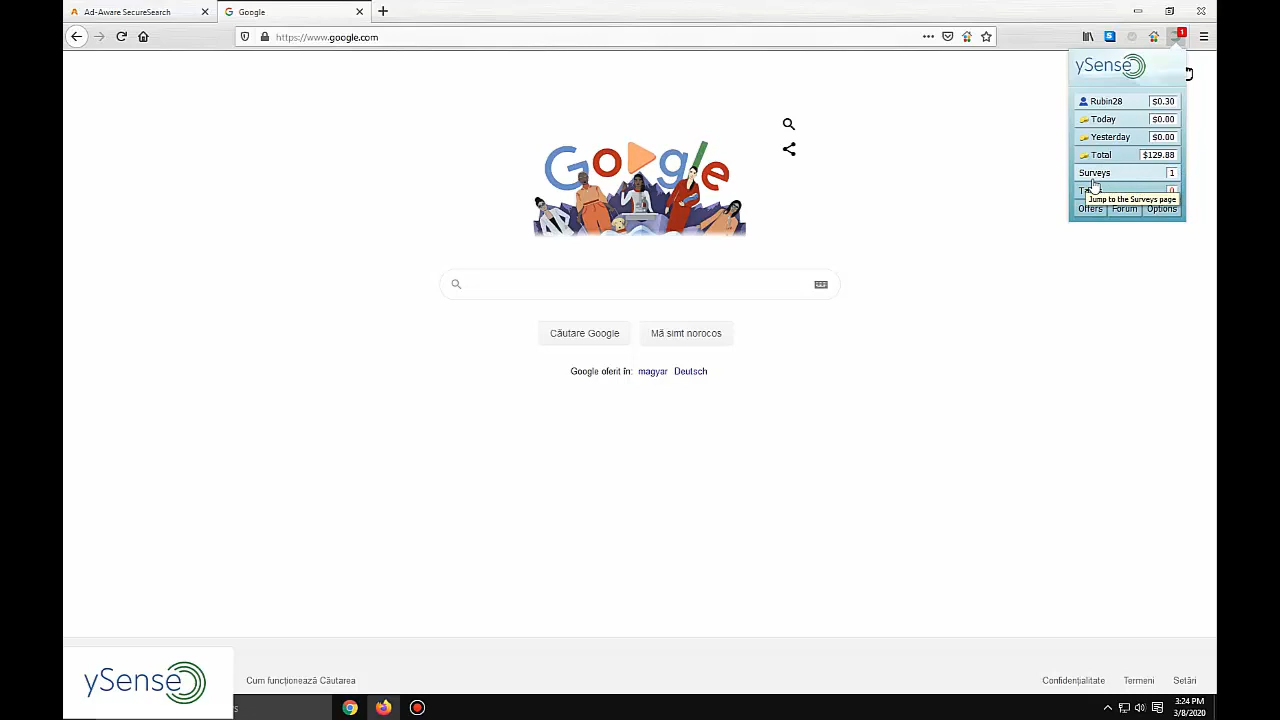 Ad-Aware SecureSearch
Google
https://www.google.com
1
ySense
Rubin28 $0.30
Today $0.00
Yesterday $0.00
Total $129.88
Surveys 1
Jump to the Surveys page
Offers Forum Options
Google
Căutare Google
Mă simt norocos
Google oferit în: magyar Deutsch
ySense
Cum funcționează Căutarea
Confidențialitate
Termeni
Setări
3:24 PM
3/8/2020